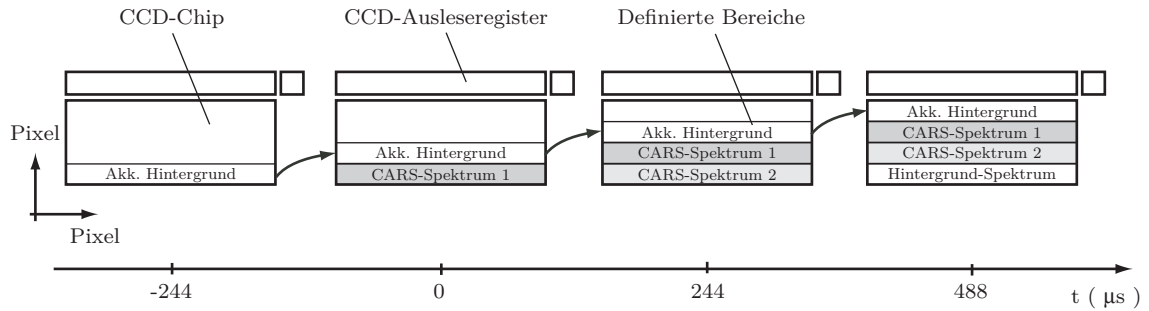 CCD-Chip
CCD-Ausleseregister
Definierte Bereiche
Pixel
Pixel
Akk. Hintergrund
Akk. Hintergrund
CARS-Spektrum 1
Akk. Hintergrund
CARS-Spektrum 1
CARS-Spektrum 2
Akk. Hintergrund
CARS-Spektrum 1
CARS-Spektrum 2
Hintergrund-Spektrum
-244
0
244
488
t ( µs )